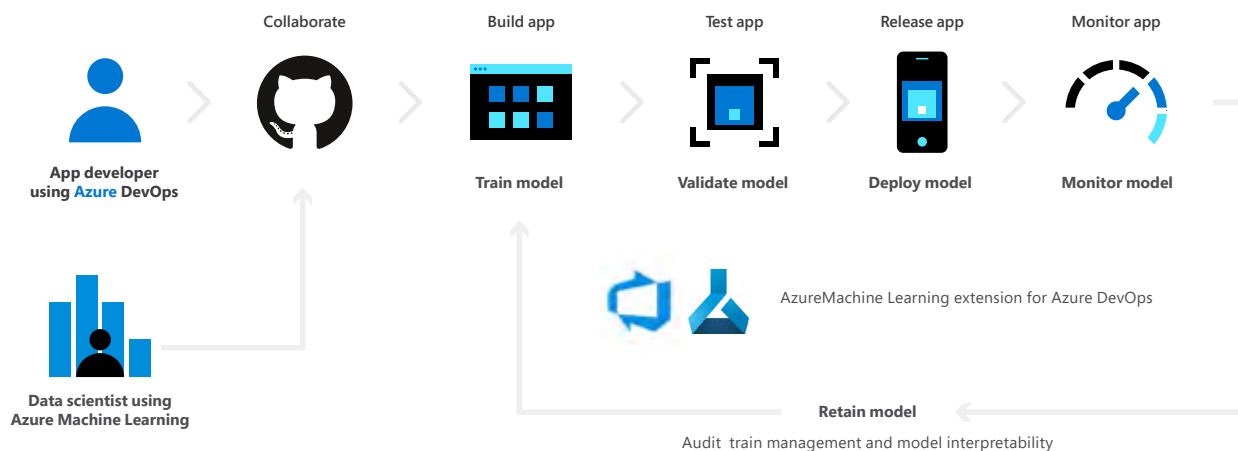 Collaborate
Build app
Test app
Release app
Monitor app
App developer
using Azure DevOps
Train model
Validate model
Deploy model
Monitor model
AzureMachine Learning extension for Azure DevOps
Data scientist using
Azure Machine Learning
Retain model
Audit train management and model interpretability